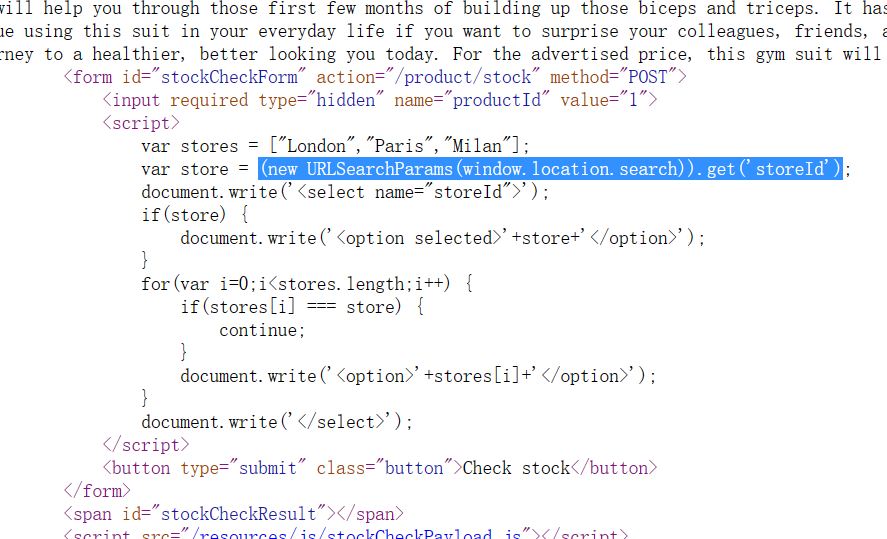 will help you through those first few months of building up those biceps and triceps. It has
ue using this suit in your everyday life if you want to surprise your colleagues, friends, a
rney to a healthier, better looking you today. For the advertised price, this gym suit will
<form id="stockCheckForm" action="/product/stock" method="POST">
<input required type="hidden" name="productId" value="1">
<script>
var stores = ["London","Paris","Milan"];
var store = (new URLSearchParams(window.location.search)).get('storeId');
document.write('<select name="storeId">');
if(store) {
document.write('<option selected>'+store+'</option>');
}
for(var i=0;i<stores.length;i++) {
if(stores[i] === store) {
continue;
}
document.write('<option>'+stores[i]+'</option>');
}
document.write('</select>');
</script>
<button type="submit" class="button">Check stock</button>
</form>
<span id="stockCheckResult"></span>
<script src="/resources/js/stockCheckPayload.js"></script>